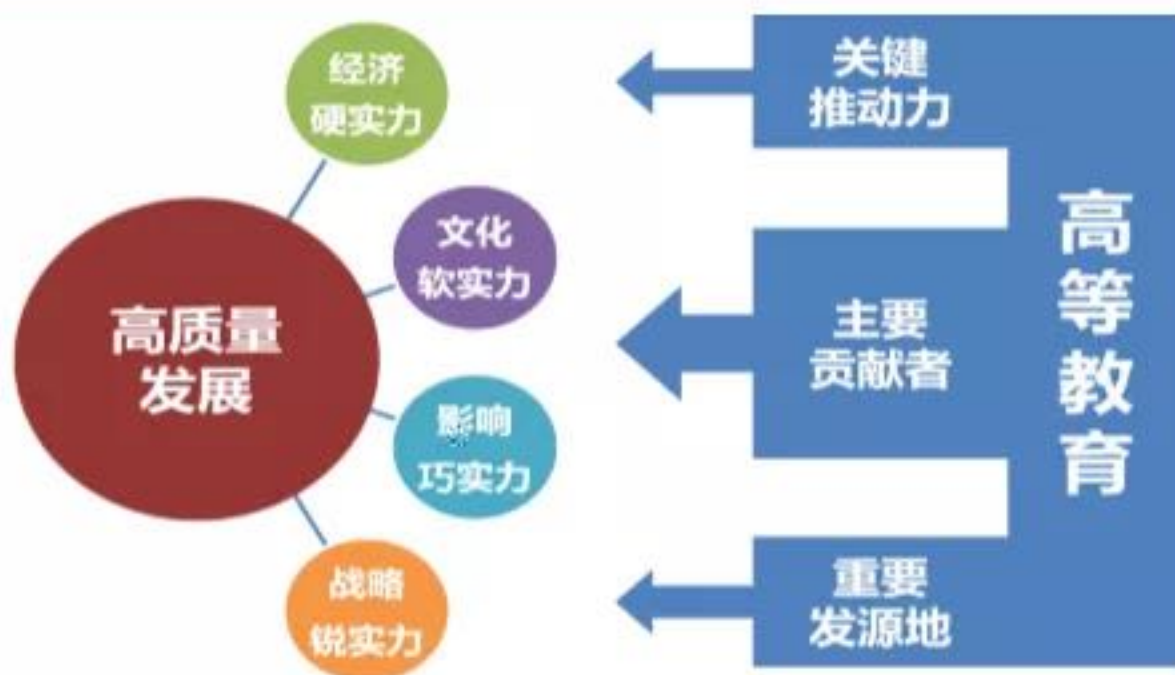 经济
硬实力
文化
软实力
高质量
发展
影响
巧实力
战略
锐实力
关键
推动力
主要
贡献者
重要
发源地
高等教育